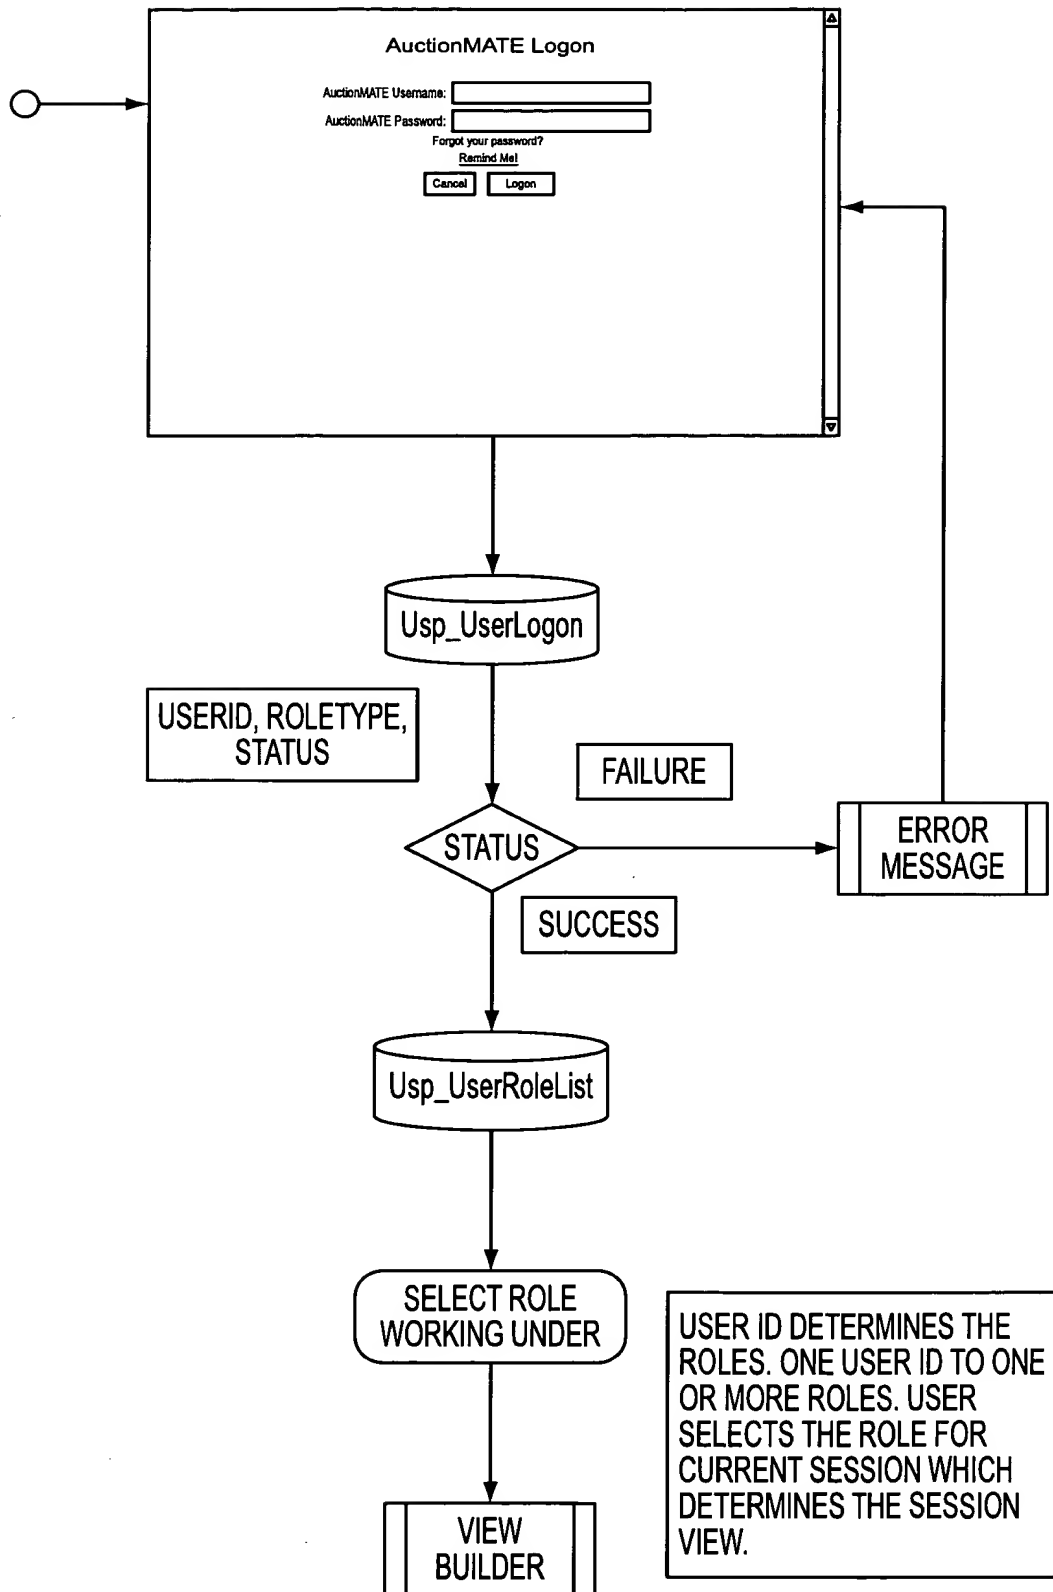 AuctionMATE Logon
AuctionMATE Username:
AuctionMATE Password:
Forgot your password?
Remind Me!
Cancel Logon
Usp_UserLogon
USERID, ROLETYPE,
STATUS
FAILURE
STATUS
ERROR
MESSAGE
SUCCESS
Usp_UserRoleList
SELECT ROLE
WORKING UNDER
USER ID DETERMINES THE
ROLES. ONE USER ID TO ONE
OR MORE ROLES. USER
SELECTS THE ROLE FOR
CURRENT SESSION WHICH
DETERMINES THE SESSION
VIEW.
VIEW
BUILDER